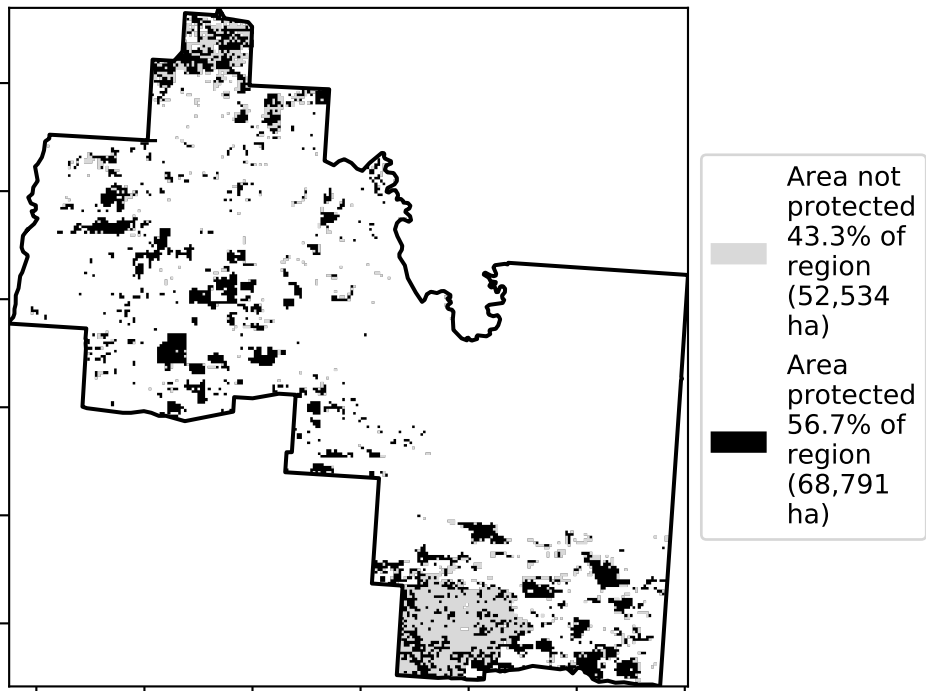 Area not
protected
43.3% of
region
(52,534
ha)
Area
protected
56.7% of
region
(68,791
ha)